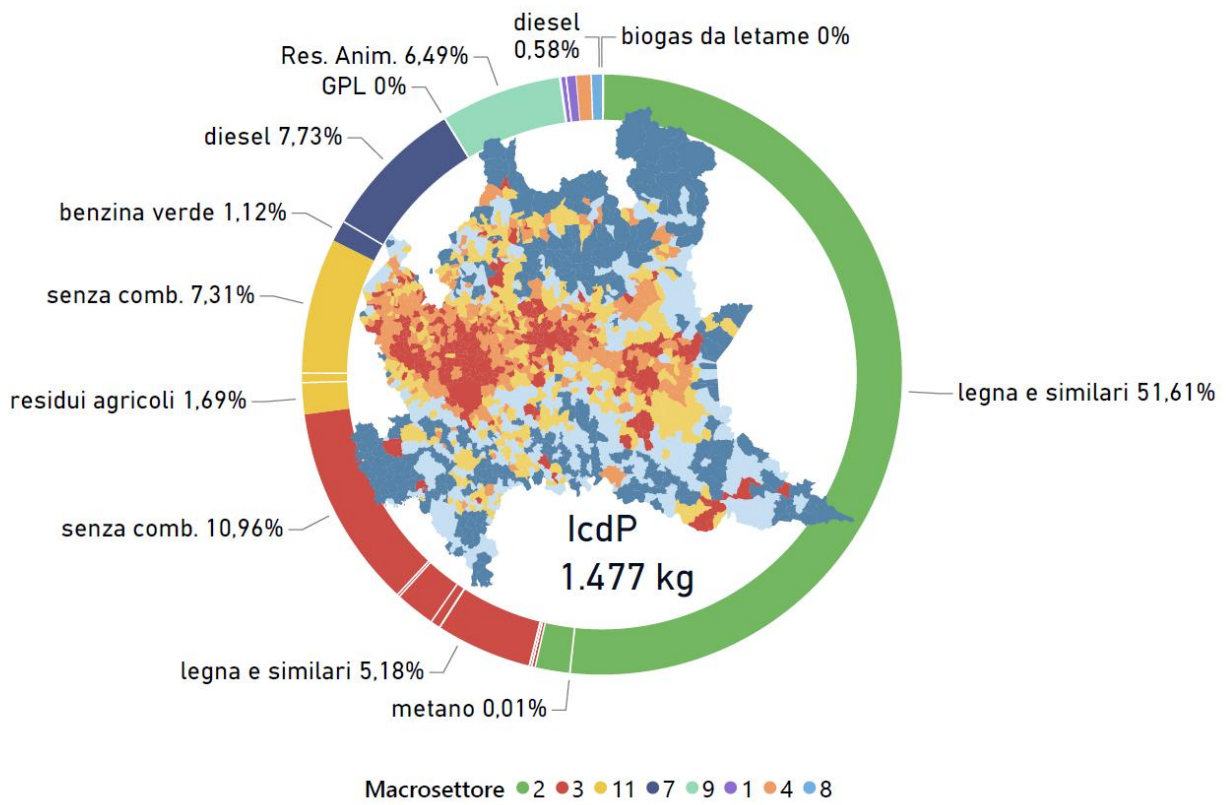 diesel
0,58%
biogas da letame 0%
Res. Anim. 6,49%
GPL 0%
diesel 7,73%
benzina verde 1,12%
senza comb. 7,31%
residui agricoli 1,69%
legna e similari 51,61%
senza comb. 10,96%
IcdP
1.477 kg
legna e similari 5,18%
metano 0,01%
Macrosettore 2 3 11 7 9 1 4 8